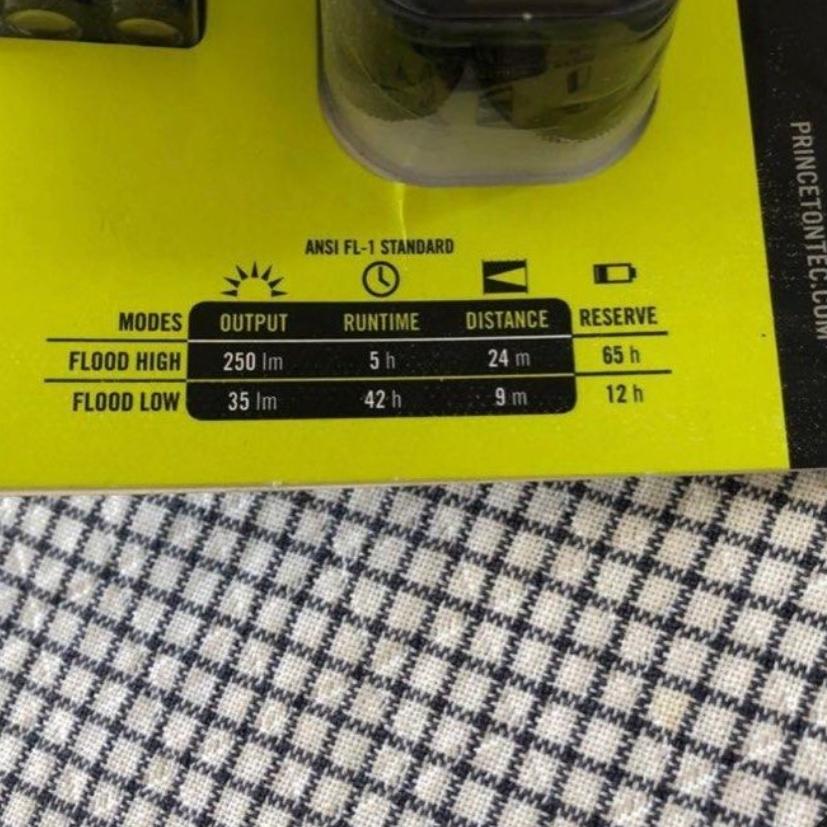 ANSI FL-1 STANDARD
MODES OUTPUT RUNTIME DISTANCE RESERVE
FLOOD HIGH 250 lm 5 h 24 m 65 h
FLOOD LOW 35 lm 42 h 9 m 12 h
PRINCETONTEC.COM